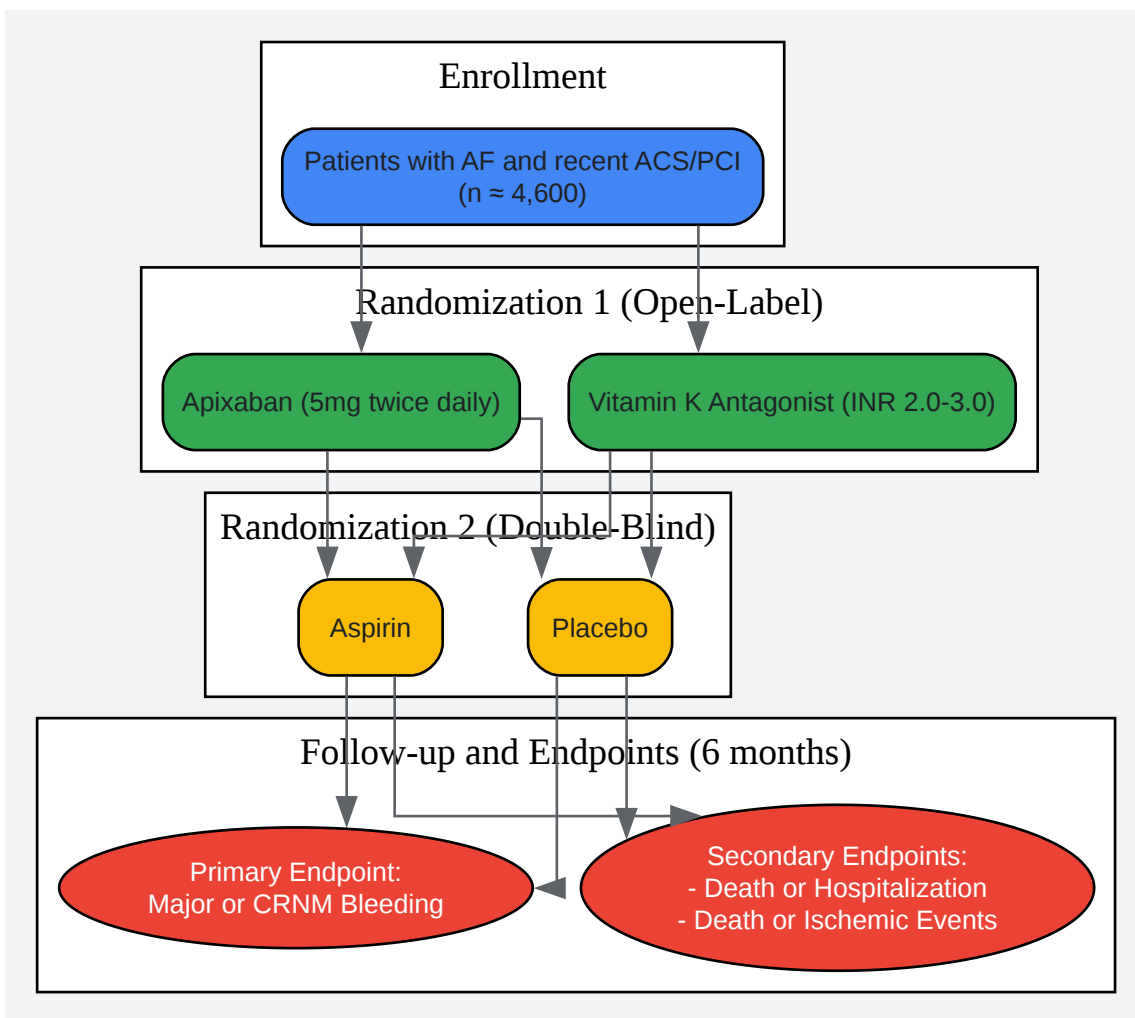 Enrollment
Patients with AF and recent ACS/PCI
(n ≈ 4,600)
Randomization 1 (Open-Label)
Apixaban (5mg twice daily)
Vitamin K Antagonist (INR 2.0-3.0)
Randomization 2 (Double-Blind)
Aspirin
Placebo
Follow-up and Endpoints (6 months)
Primary Endpoint:
Major or CRNM Bleeding
Secondary Endpoints:
- Death or Hospitalization
- Death or Ischemic Events